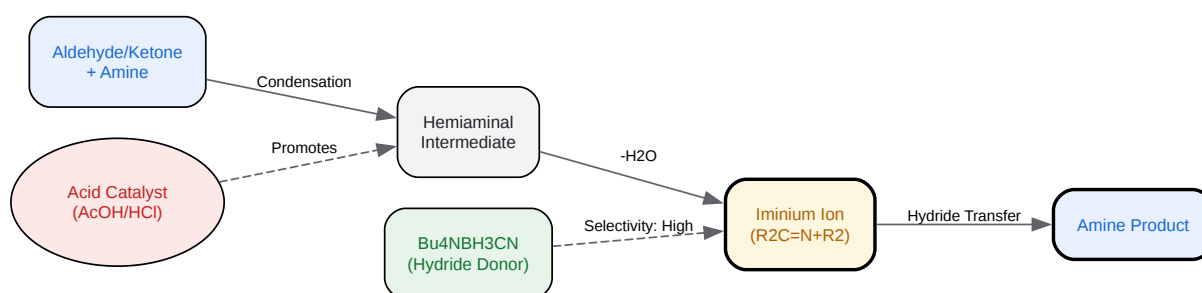 Aldehyde/Ketone
+ Amine
Condensation
Acid Catalyst
(AcOH/HCl)
Promotes
Hemiaminal
Intermediate
-H2O
Bu4NBH3CN
(Hydride Donor)
Selectivity: High
Iminium Ion
(R2C=N+R2)
Hydride Transfer
Amine Product